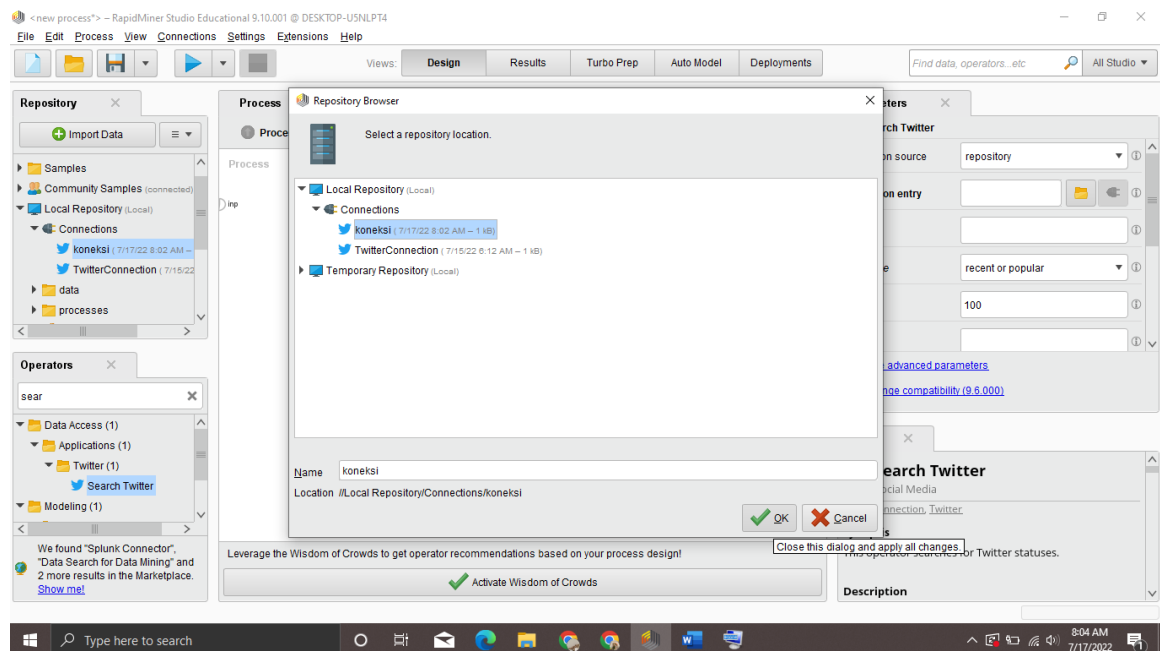 <new process*> – RapidMiner Studio Educational 9.10.001 @ DESKTOP-U5NLPT4
File Edit Process View Connections Settings Extensions Help
Views: Design Results Turbo Prep Auto Model Deployments
Find data, operators...etc All Studio
Repository
Import Data
Samples
Community Samples (connected)
Local Repository (Local)
Connections
koneksi (7/17/22 8:02 AM –
TwitterConnection (7/15/22
data
processes
Operators
sear
Data Access (1)
Applications (1)
Twitter (1)
Search Twitter
Modeling (1)
We found "Splunk Connector",
"Data Search for Data Mining" and
2 more results in the Marketplace.
Show me!
Process
Proce
Process
inp
Repository Browser
Select a repository location.
Local Repository (Local)
Connections
koneksi (7/17/22 8:02 AM – 1 kB)
TwitterConnection (7/15/22 6:12 AM – 1 kB)
Temporary Repository (Local)
Name koneksi
Location //Local Repository/Connections/koneksi
OK Cancel
Close this dialog and apply all changes.
Leverage the Wisdom of Crowds to get operator recommendations based on your process design!
Activate Wisdom of Crowds
eters
rch Twitter
on source repository
on entry
e recent or popular
100
advanced parameters
nge compatibility (9.6.000)
earch Twitter
ocial Media
nnection, Twitter
This operator searches for Twitter statuses.
Description
Type here to search
8:04 AM
7/17/2022